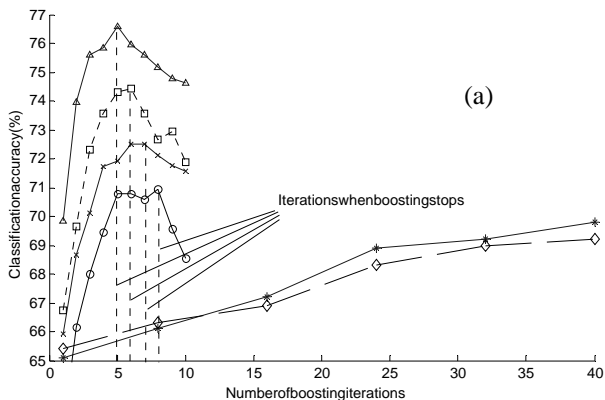 77
76
75
74
73
72
71
70
69
68
67
66
65
Classificationaccuracy(%)
(a)
Iterationswhenboostingstops
0 5 10 15 20 25 30 35 40
Numberofboostingiterations